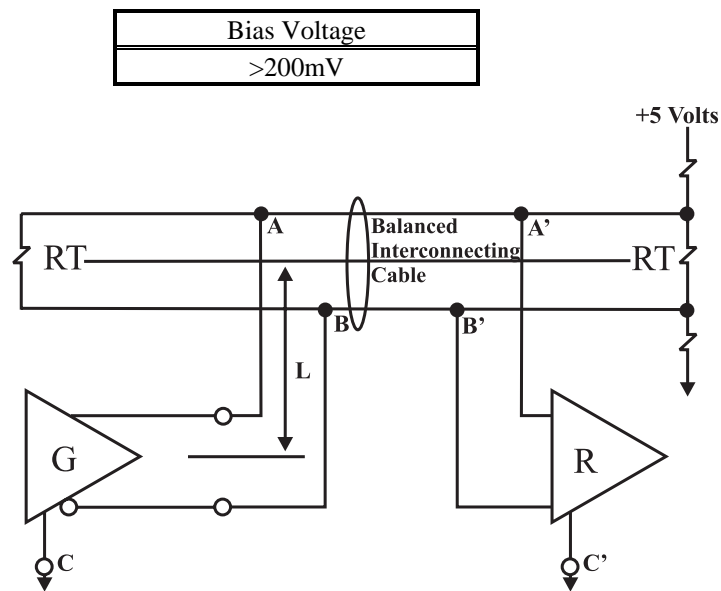 Bias Voltage
>200mV
+5 Volts
A
Balanced
Interconnecting
Cable
A’
RT
RT
B
B’
L
G
R
C
C’